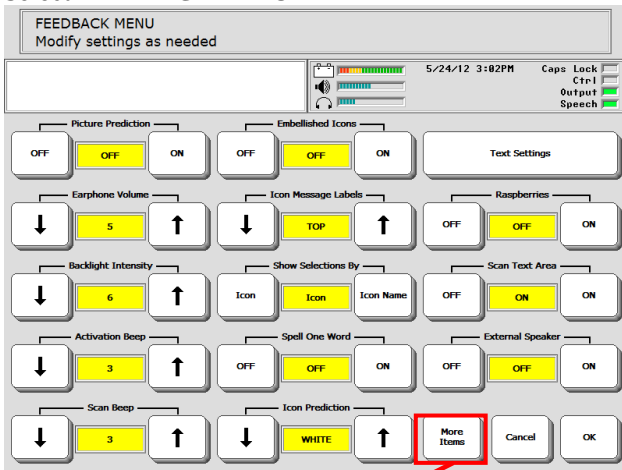 FEEDBACK MENU
Modify settings as needed
5/24/12 3:02PM
Caps Lock
Ctrl
Output
Speech
Picture Prediction
OFF OFF ON
Embellished Icons
OFF OFF ON
Text Settings
Earphone Volume
5
Icon Message Labels
TOP
Raspberries
OFF OFF ON
Backlight Intensity
6
Show Selections By
Icon Icon Icon Name
Scan Text Area
OFF ON ON
Activation Beep
3
Spell One Word
OFF OFF ON
External Speaker
OFF OFF ON
Scan Beep
3
Icon Prediction
WHITE
More
Items
Cancel
OK